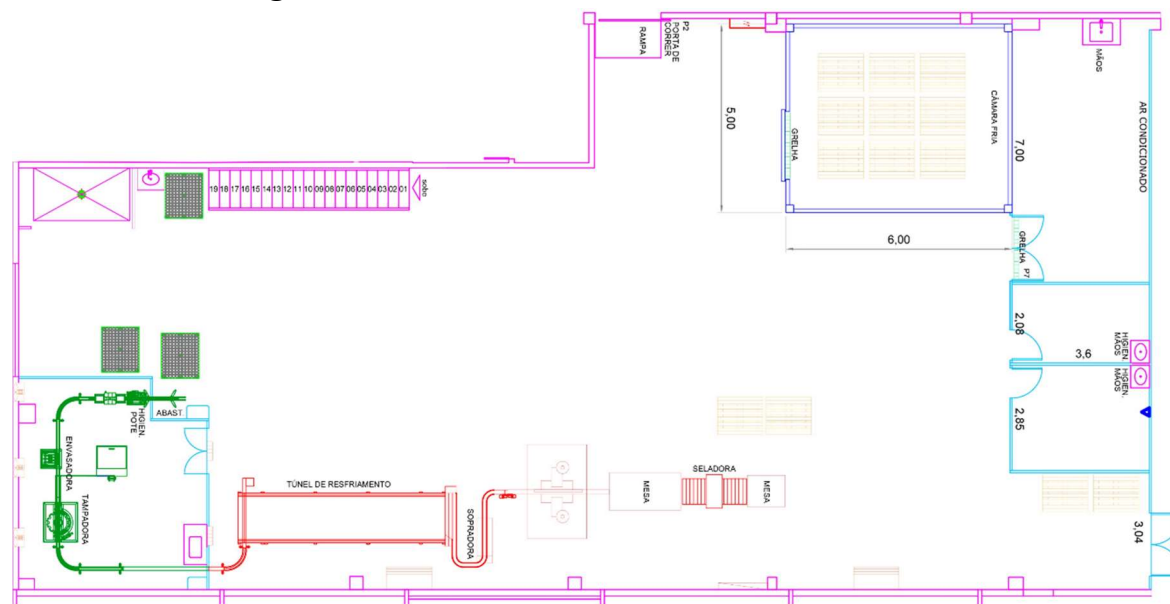 P2
PORTA DE
CORRER
RAMPA
MÃOS
5,00
GRELHA
CÂMARA FRIA
7,00
AR CONDICIONADO
19 18 17 16 15 14 13 12 11 10 09 08 07 06 05 04 03 02 01
sobe
6,00
GRELHA
P7
2,08
HIGIEN.
MÃOS
3,6
HIGIEN.
MÃOS
2,85
ABAST.
HIGIEN.
POTE
ENVASADORA
TAMPADORA
TÚNEL DE RESFRIAMENTO
SOPRADORA
MESA
SELADORA
MESA
3,04